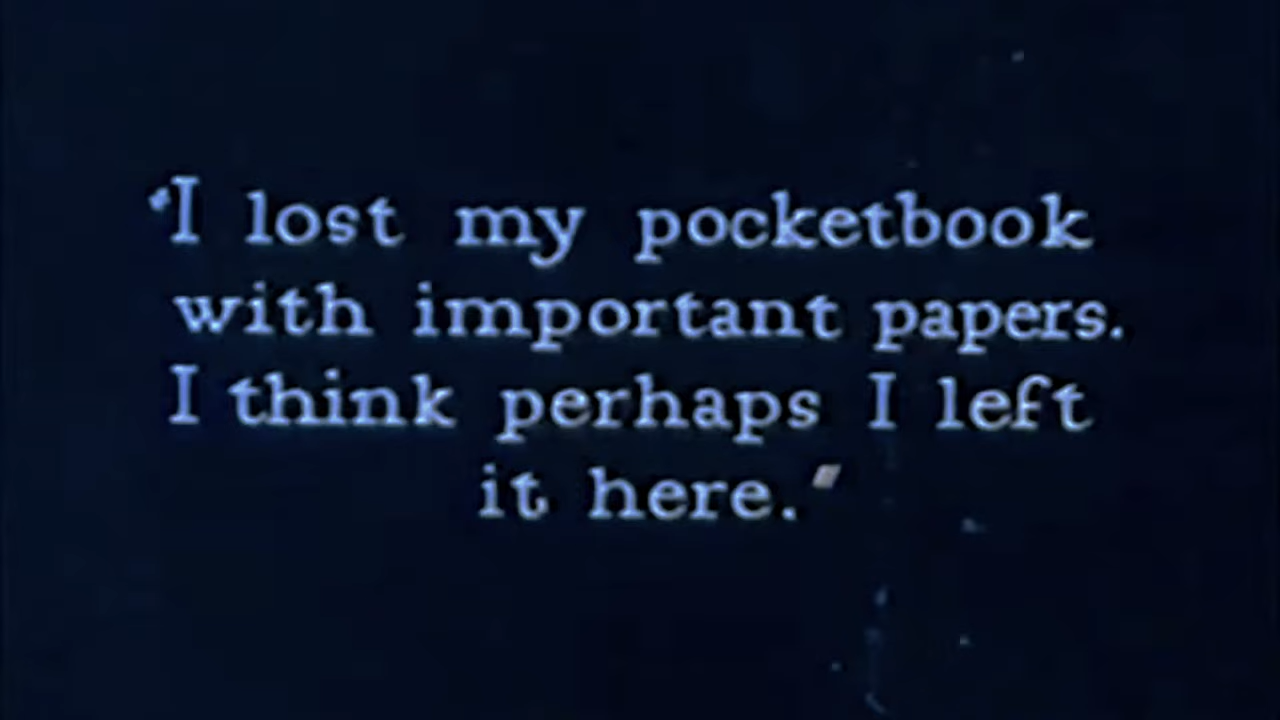 "I lost my pocketbook
with important papers.
I think perhaps I left
it here."